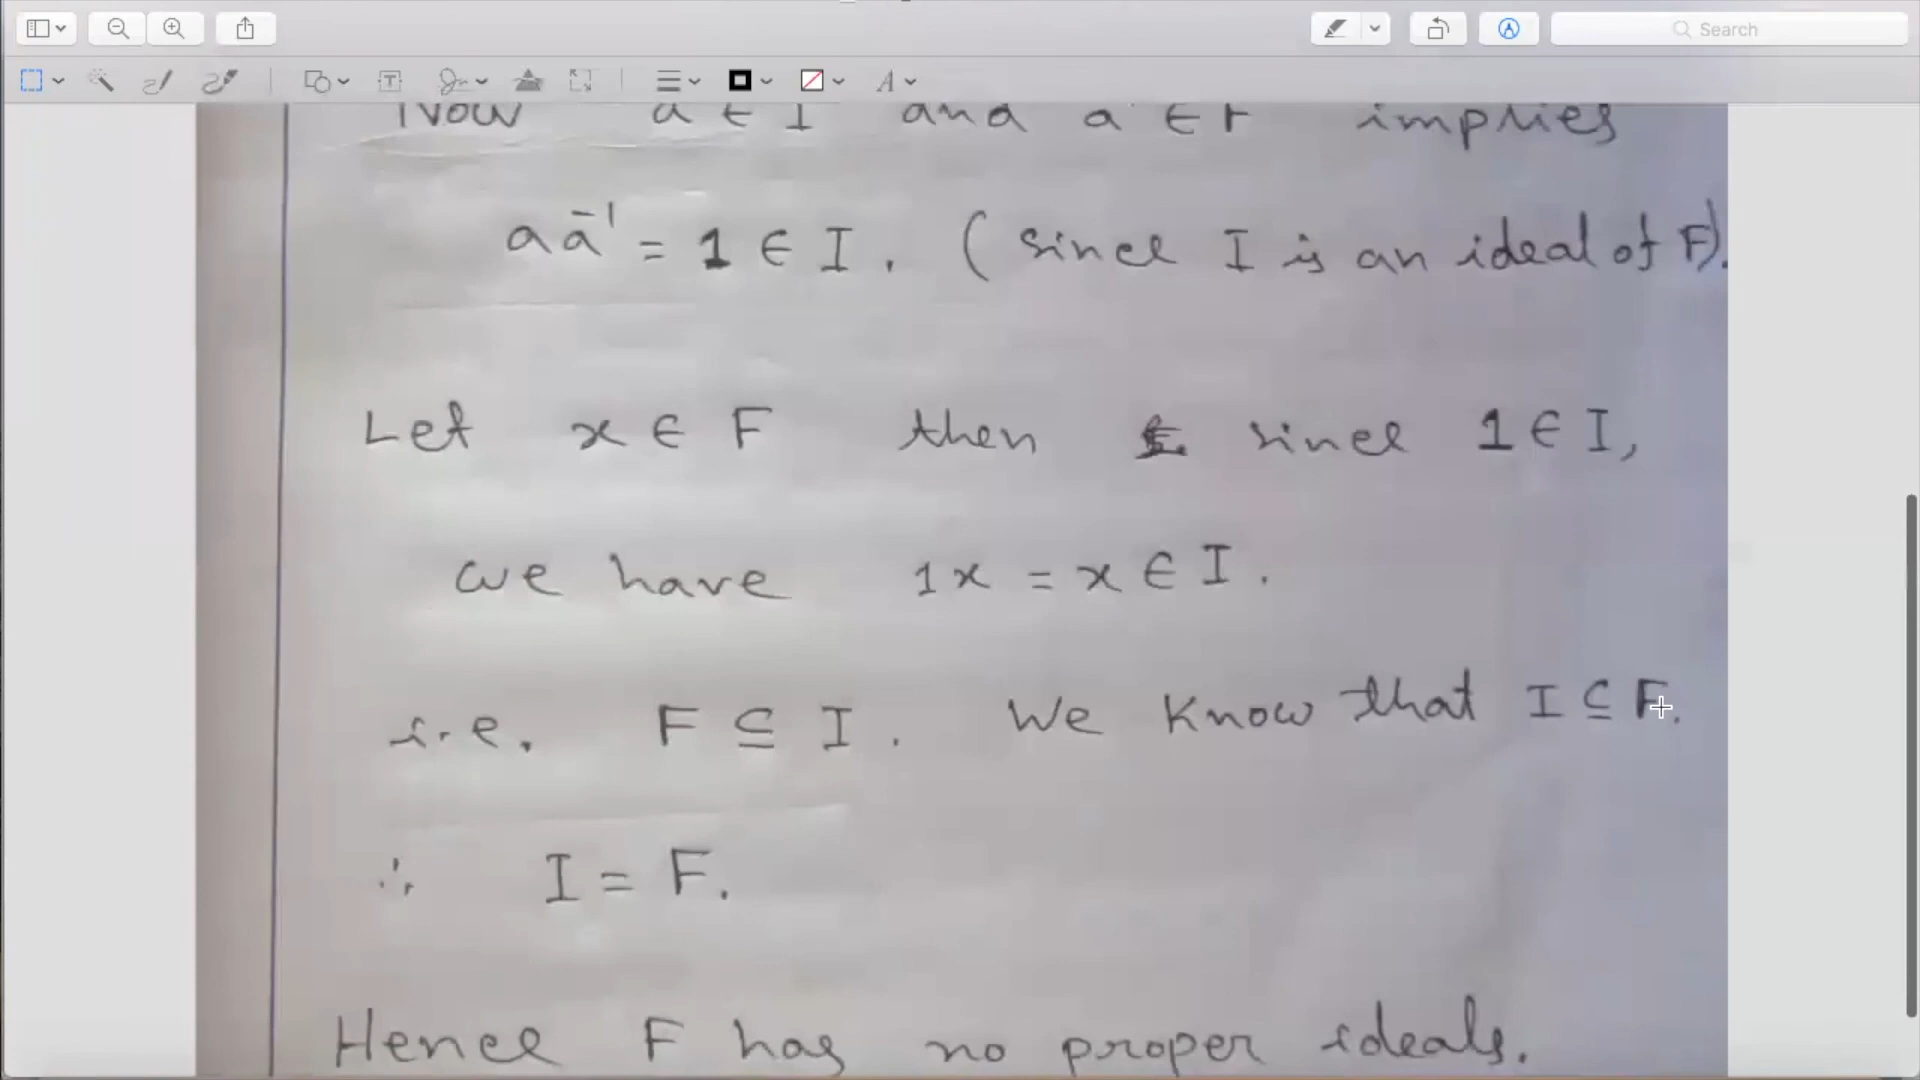 Search
Now a ∈ I and a ∈ F implies
aa⁻¹ = 1 ∈ I. (since I is an ideal of F).
Let x ∈ F then since 1 ∈ I,
we have 1x = x ∈ I.
i.e. F ⊆ I. We know that I ⊆ F.
∴ I = F.
Hence F has no proper ideals.